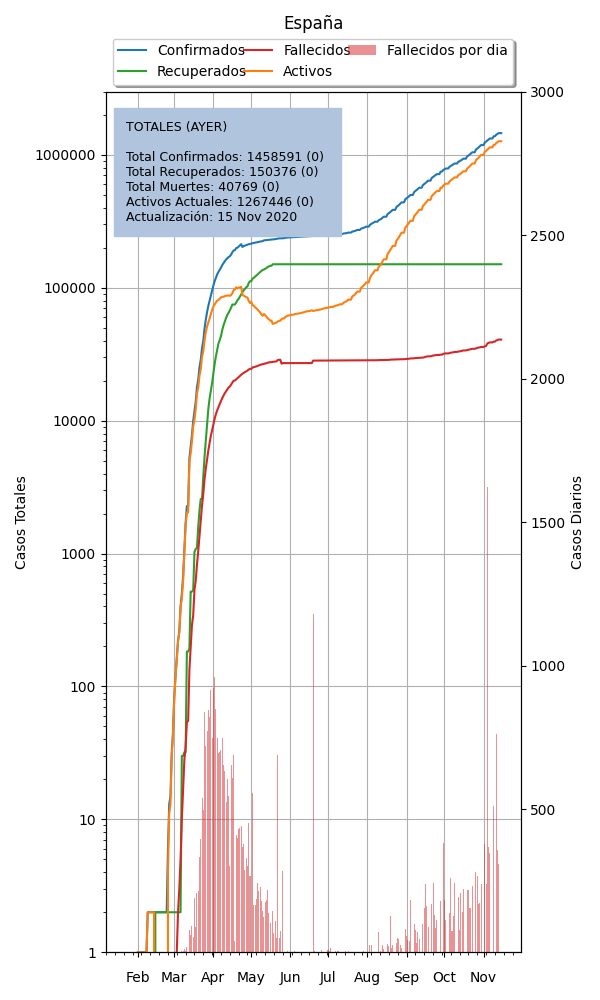 España
Confirmados Fallecidos Fallecidos por dia
Recuperados Activos
TOTALES (AYER)
Total Confirmados: 1458591 (0)
Total Recuperados: 150376 (0)
Total Muertes: 40769 (0)
Activos Actuales: 1267446 (0)
Actualización: 15 Nov 2020
Casos Totales
1000000
100000
10000
1000
100
10
1
3000
2500
2000
1500
1000
500
Casos Diarios
Feb Mar Apr May Jun Jul Aug Sep Oct Nov